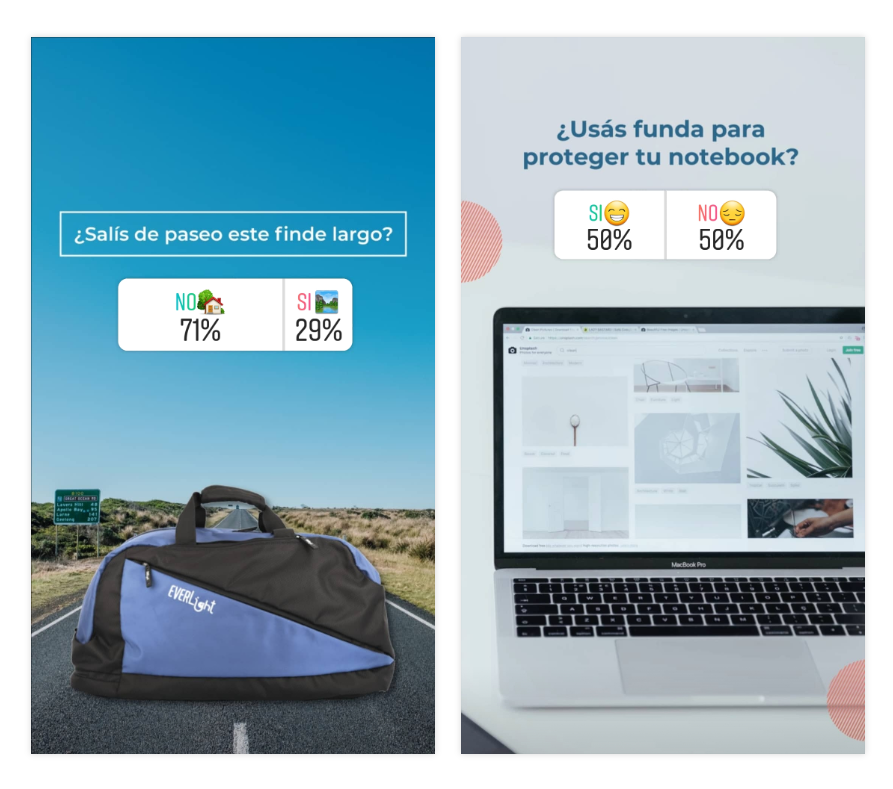 ¿Salís de paseo este finde largo?
NO🏡 SI🏞️
71% 29%
EVERLight
¿Usás funda para
proteger tu notebook?
SI😁 NO😔
50% 50%
MacBook Pro